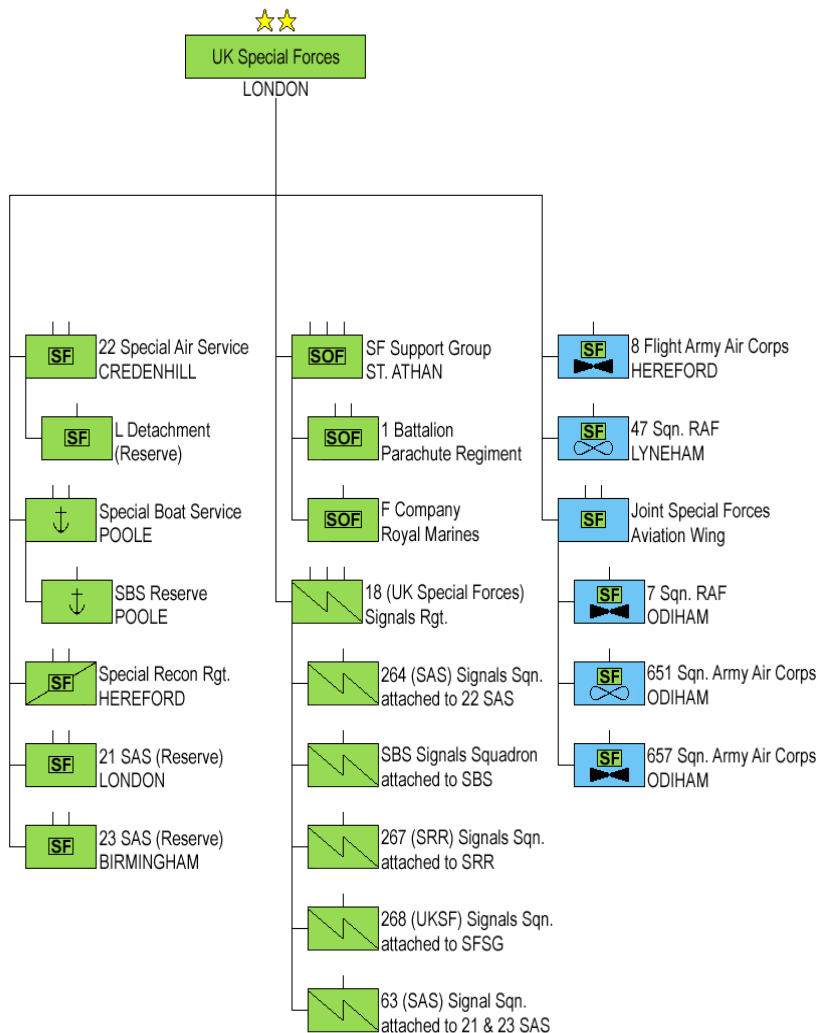 UK Special Forces
LONDON
SF
22 Special Air Service
CREDENHILL
SF
L Detachment
(Reserve)
Special Boat Service
POOLE
SBS Reserve
POOLE
SF
Special Recon Rgt.
HEREFORD
SF
21 SAS (Reserve)
LONDON
SF
23 SAS (Reserve)
BIRMINGHAM
SOF
SF Support Group
ST. ATHAN
SOF
1 Battalion
Parachute Regiment
SOF
F Company
Royal Marines
18 (UK Special Forces)
Signals Rgt.
264 (SAS) Signals Sqn.
attached to 22 SAS
SBS Signals Squadron
attached to SBS
267 (SRR) Signals Sqn.
attached to SRR
268 (UKSF) Signals Sqn.
attached to SFSG
63 (SAS) Signal Sqn.
attached to 21 & 23 SAS
SF
8 Flight Army Air Corps
HEREFORD
SF
47 Sqn. RAF
LYNEHAM
SF
Joint Special Forces
Aviation Wing
SF
7 Sqn. RAF
ODIHAM
SF
651 Sqn. Army Air Corps
ODIHAM
SF
657 Sqn. Army Air Corps
ODIHAM